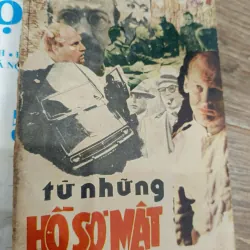 từ những
HỒ SƠ MẬT